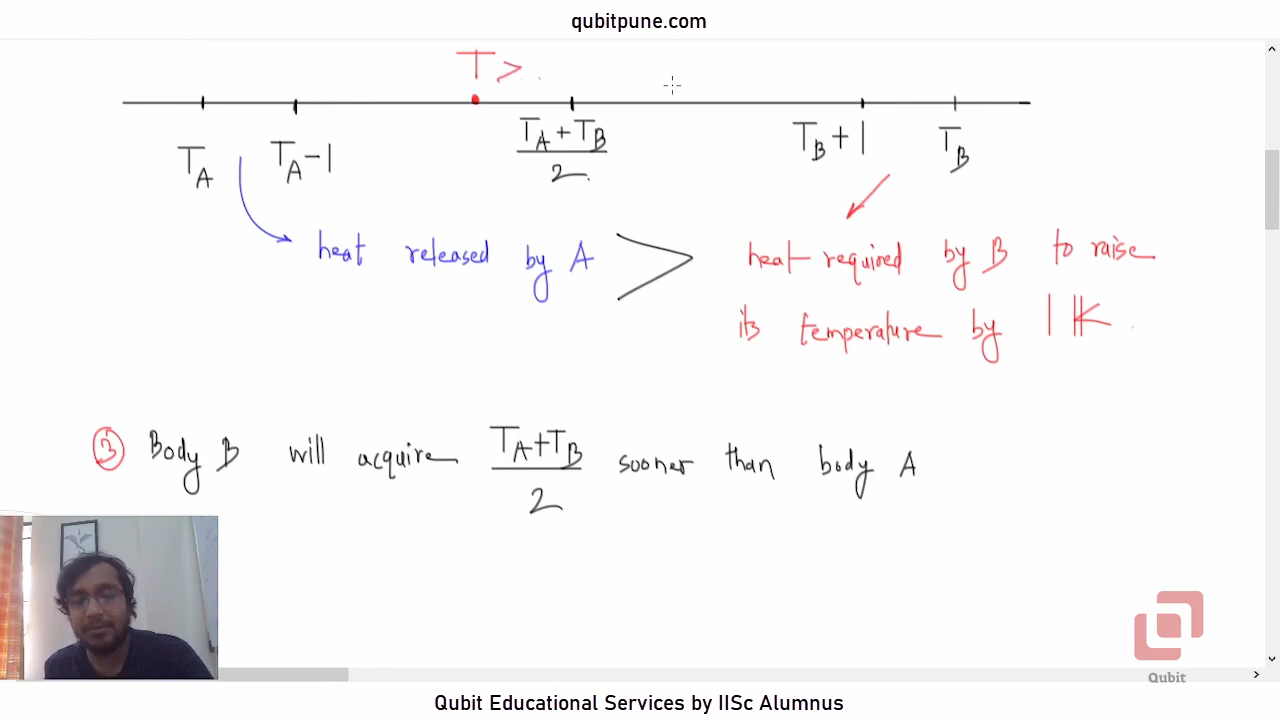 qubitpune.com
T >
T_A T_A-1 (T_A+T_B)/2 T_B+1 T_B
heat released by A > heat required by B to raise
its temperature by 1 K
③ Body B will acquire (T_A+T_B)/2 sooner than body A
Qubit
Qubit Educational Services by IISc Alumnus